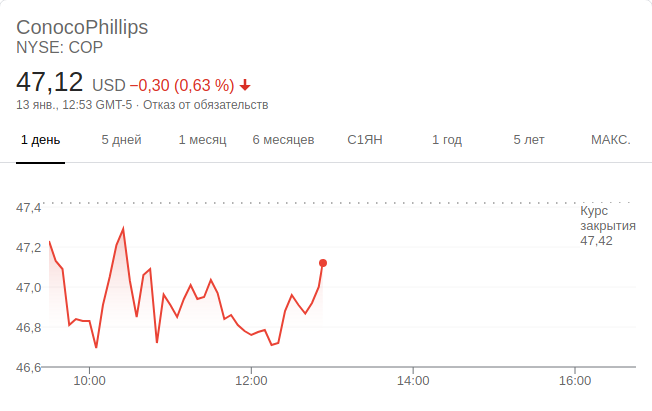 ConocoPhillips
NYSE: COP
47,12 USD −0,30 (0,63 %)
13 янв., 12:53 GMT-5 · Отказ от обязательств
1 день 5 дней 1 месяц 6 месяцев С1ЯН 1 год 5 лет МАКС.
47,4
Курс
закрытия
47,42
47,2
47,0
46,8
46,6
10:00 12:00 14:00 16:00